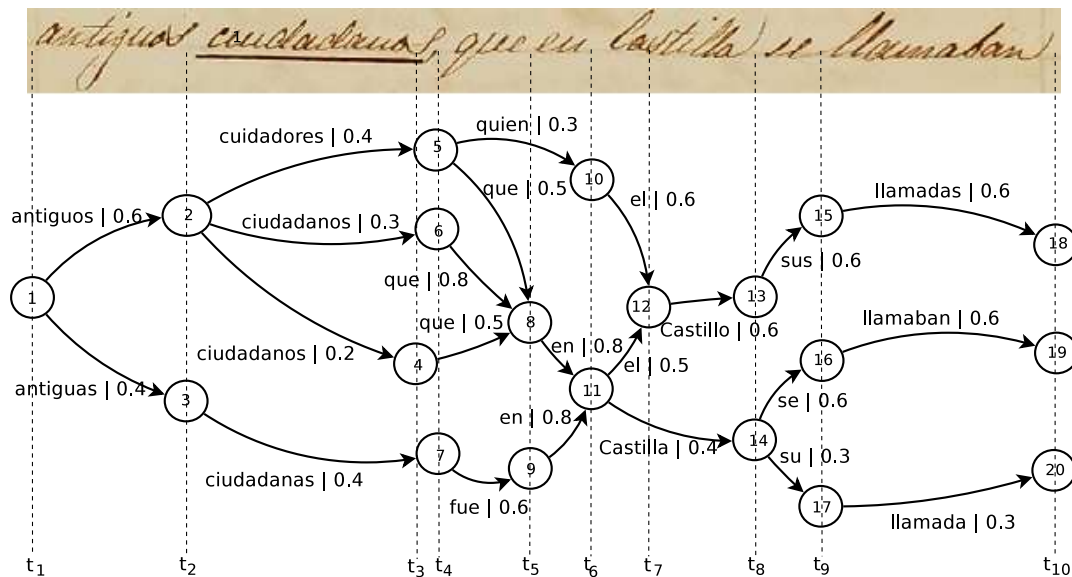 antiguos ciudadanos, que en Castilla se llamaban
cuidadores | 0.4
quien | 0.3
5
10
que | 0.5
llamadas | 0.6
antiguos | 0.6
2
ciudadanos | 0.3
6
el | 0.6
15
18
sus | 0.6
que | 0.8
1
12
13
que | 0.5
8
Castillo | 0.6
llamaban | 0.6
ciudadanos | 0.2
4
en | 0.8
el | 0.5
16
19
antiguas | 0.4
3
11
se | 0.6
en | 0.8
Castilla | 0.4
14
7
su | 0.3
9
20
ciudadanas | 0.4
fue | 0.6
17
llamada | 0.3
t1 t2 t3 t4 t5 t6 t7 t8 t9 t10